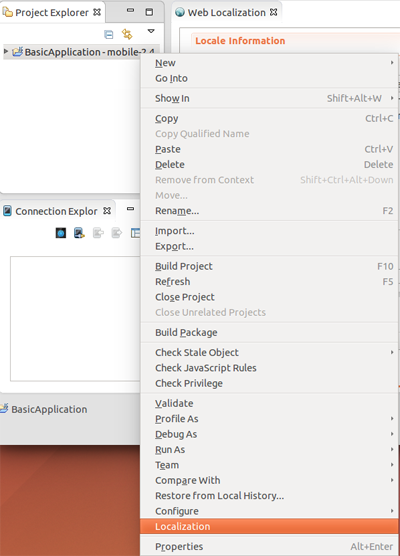 Project Explorer
Web Localization
Locale Information
BasicApplication - mobile-2.4
New
Go Into
Show In Shift+Alt+W
Copy Ctrl+C
Copy Qualified Name
Paste Ctrl+V
Delete Delete
Remove from Context Shift+Ctrl+Alt+Down
Move...
Rename... F2
Connection Explor
Import...
Export...
Build Project F10
Refresh F5
Close Project
Close Unrelated Projects
Build Package
Check Stale Object
Check JavaScript Rules
Check Privilege
Validate
BasicApplication
Profile As
Debug As
Run As
Team
Compare With
Restore from Local History...
Configure
Localization
Properties Alt+Enter